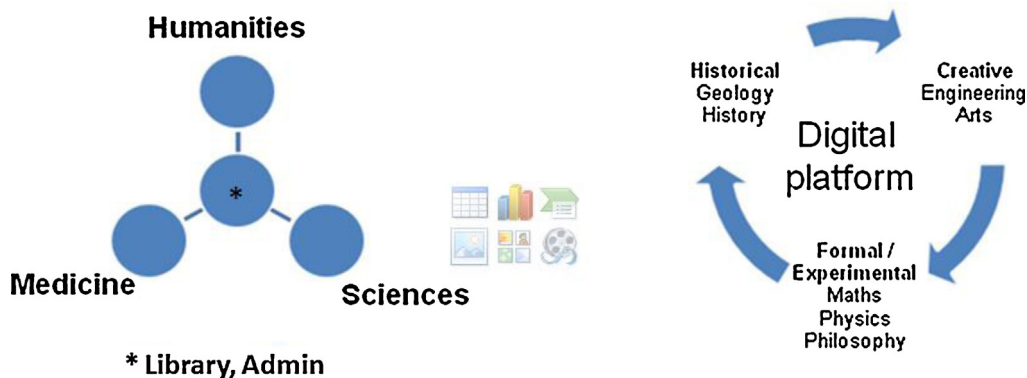 Humanities
*
Medicine
Sciences
* Library, Admin
Historical
Geology
History
Creative
Engineering
Arts
Digital
platform
Formal /
Experimental
Maths
Physics
Philosophy